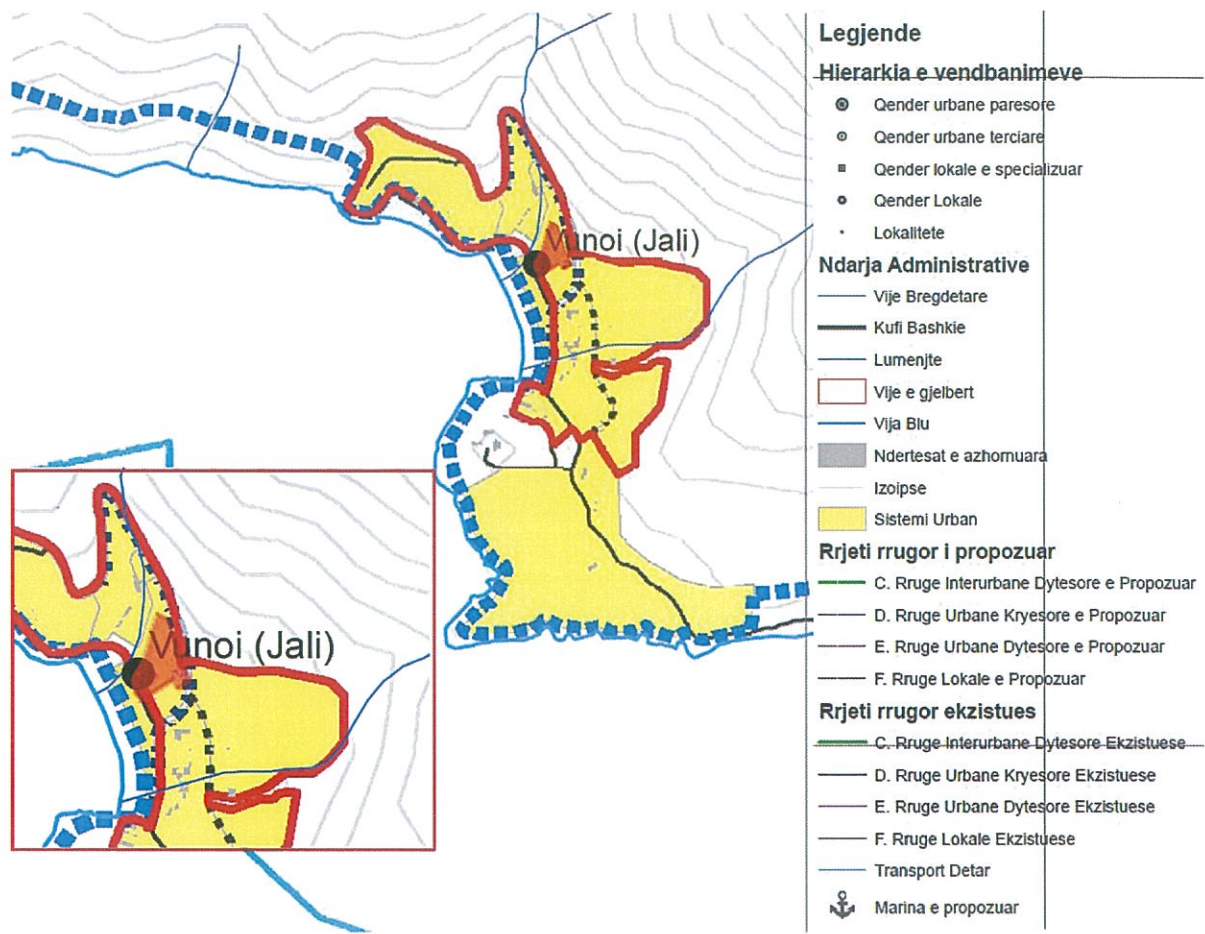 Vunoi (Jali)
Vunoi (Jali)
Legjende
Hierarkia e vendbanimeve
Qender urbane paresore
Qender urbane terciare
Qender lokale e specializuar
Qender Lokale
Lokalitete
Ndarja Administrative
Vije Bregdetare
Kufi Bashkie
Lumenjte
Vije e gjelbert
Vija Blu
Ndertesat e azhornuara
Izoipse
Sistemi Urban
Rrjeti rrugor i propozuar
C. Rruge Interurbane Dytesore e Propozuar
D. Rruge Urbane Kryesore e Propozuar
E. Rruge Urbane Dytesore e Propozuar
F. Rruge Lokale e Propozuar
Rrjeti rrugor ekzistues
C. Rruge Interurbane Dytesore Ekzistuese
D. Rruge Urbane Kryesore Ekzistuese
E. Rruge Urbane Dytesore Ekzistuese
F. Rruge Lokale Ekzistuese
Transport Detar
Marina e propozuar